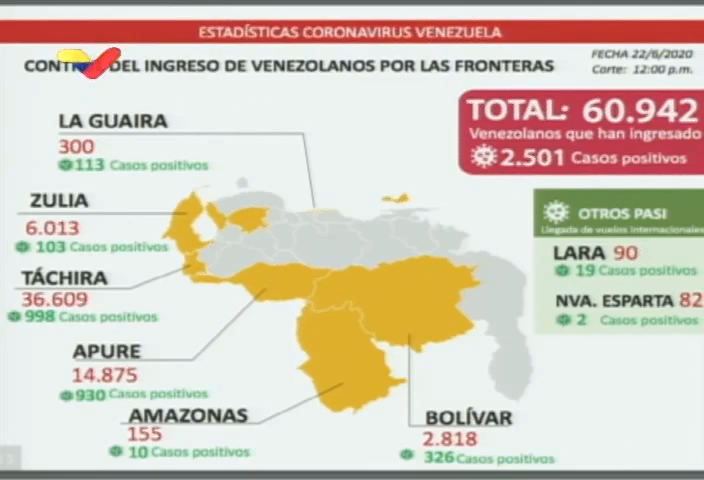 ESTADÍSTICAS CORONAVIRUS VENEZUELA
FECHA 22/6/2020
Corte: 12:00 p.m.
CONTROL DEL INGRESO DE VENEZOLANOS POR LAS FRONTERAS
TOTAL: 60.942
Venezolanos que han ingresado
2.501 Casos positivos
LA GUAIRA
300
113 Casos positivos
ZULIA
6.013
103 Casos positivos
TÁCHIRA
36.609
998 Casos positivos
APURE
14.875
930 Casos positivos
AMAZONAS
155
10 Casos positivos
BOLÍVAR
2.818
326 Casos positivos
OTROS PASI
Llegada de vuelos internacionales
LARA 90
19 Casos positivos
NVA. ESPARTA 82
2 Casos positivos